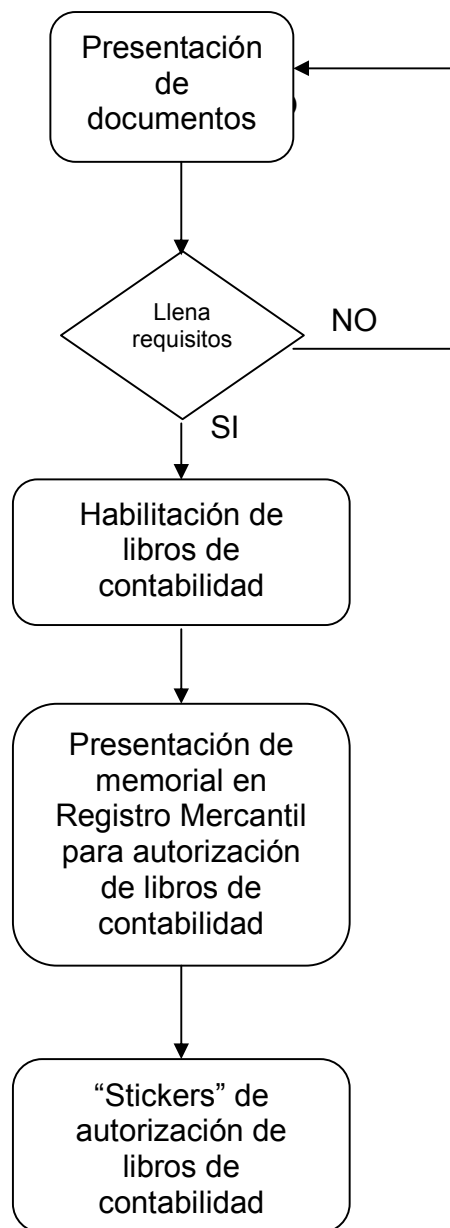 Presentación
de
documentos
Llena
requisitos
NO
SI
Habilitación de
libros de
contabilidad
Presentación de
memorial en
Registro Mercantil
para autorización
de libros de
contabilidad
“Stickers” de
autorización de
libros de
contabilidad